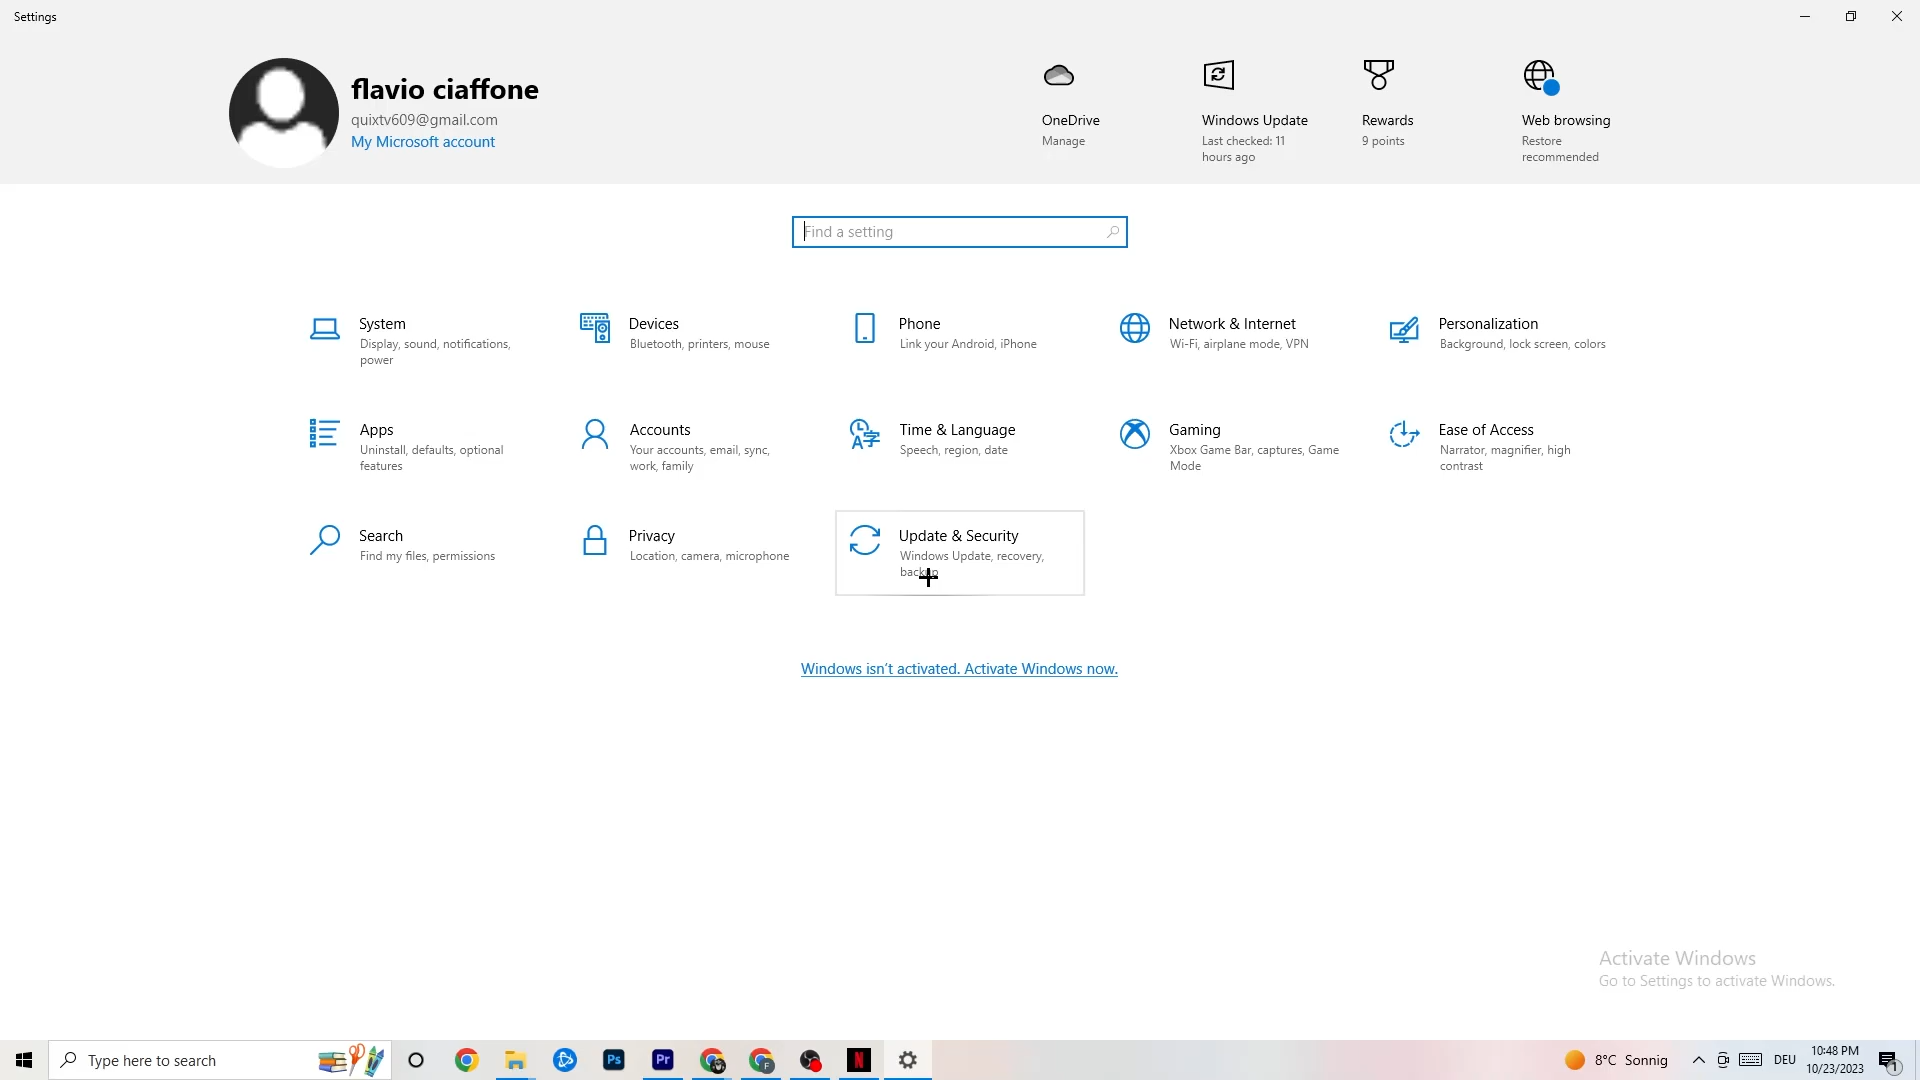 Settings
flavio ciaffone
quixtv609@gmail.com
My Microsoft account
OneDrive
Manage
Windows Update
Last checked: 11
hours ago
Rewards
9 points
Web browsing
Restore
recommended
Find a setting
System
Display, sound, notifications,
power
Devices
Bluetooth, printers, mouse
Phone
Link your Android, iPhone
Network & Internet
Wi-Fi, airplane mode, VPN
Personalization
Background, lock screen, colors
Apps
Uninstall, defaults, optional
features
Accounts
Your accounts, email, sync,
work, family
Time & Language
Speech, region, date
Gaming
Xbox Game Bar, captures, Game
Mode
Ease of Access
Narrator, magnifier, high
contrast
Search
Find my files, permissions
Privacy
Location, camera, microphone
Update & Security
Windows Update, recovery,
backup
Windows isn't activated. Activate Windows now.
Activate Windows
Go to Settings to activate Windows.
Type here to search
Ps
Pr
F
N
8°C Sonnig
DEU
10:48 PM
10/23/2023
1